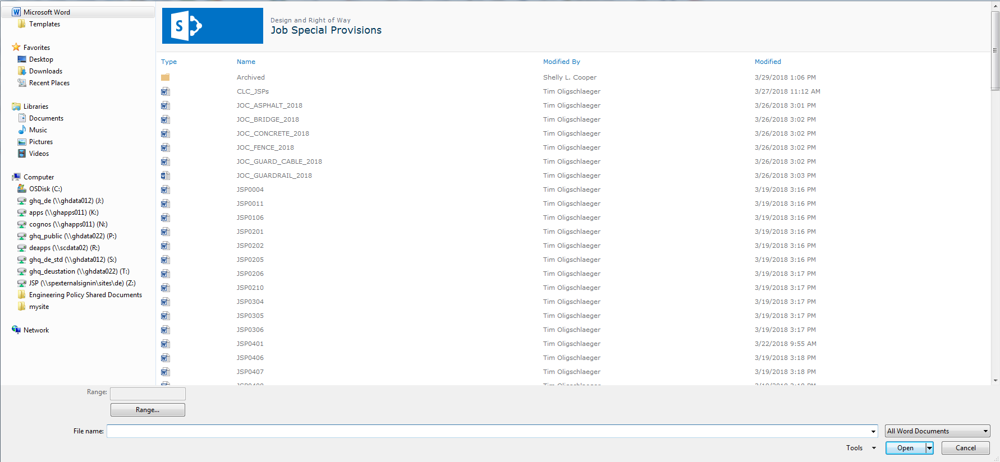 Microsoft Word
Templates
Favorites
Desktop
Downloads
Recent Places
Libraries
Documents
Music
Pictures
Videos
Computer
OSDisk (C:)
ghq_de (\\ghdata012) (J:)
apps (\\ghapps011) (K:)
cognos (\\ghapps011) (N:)
ghq_public (\\ghdata022) (P:)
deapps (\\scdata02) (R:)
ghq_de_std (\\ghdata012) (S:)
ghq_deustation (\\ghdata022) (T:)
JSP (\\spexternalsignin\sites\de) (Z:)
Engineering Policy Shared Documents
mysite
Network
S
Design and Right of Way
Job Special Provisions
Type Name Modified By Modified
Archived Shelly L. Cooper 3/29/2018 1:06 PM
CLC_JSPs Tim Oligschlaeger 3/27/2018 11:12 AM
JOC_ASPHALT_2018 Tim Oligschlaeger 3/26/2018 3:01 PM
JOC_BRIDGE_2018 Tim Oligschlaeger 3/26/2018 3:02 PM
JOC_CONCRETE_2018 Tim Oligschlaeger 3/26/2018 3:02 PM
JOC_FENCE_2018 Tim Oligschlaeger 3/26/2018 3:02 PM
JOC_GUARD_CABLE_2018 Tim Oligschlaeger 3/26/2018 3:02 PM
JOC_GUARDRAIL_2018 Tim Oligschlaeger 3/26/2018 3:03 PM
JSP0004 Tim Oligschlaeger 3/19/2018 3:16 PM
JSP0011 Tim Oligschlaeger 3/19/2018 3:16 PM
JSP0106 Tim Oligschlaeger 3/19/2018 3:16 PM
JSP0201 Tim Oligschlaeger 3/19/2018 3:16 PM
JSP0202 Tim Oligschlaeger 3/19/2018 3:16 PM
JSP0205 Tim Oligschlaeger 3/19/2018 3:16 PM
JSP0206 Tim Oligschlaeger 3/19/2018 3:17 PM
JSP0210 Tim Oligschlaeger 3/19/2018 3:17 PM
JSP0304 Tim Oligschlaeger 3/19/2018 3:17 PM
JSP0305 Tim Oligschlaeger 3/19/2018 3:17 PM
JSP0306 Tim Oligschlaeger 3/19/2018 3:17 PM
JSP0401 Tim Oligschlaeger 3/22/2018 9:55 AM
JSP0406 Tim Oligschlaeger 3/19/2018 3:18 PM
JSP0407 Tim Oligschlaeger 3/19/2018 3:18 PM
Range:
Range...
File name:
All Word Documents
Tools
Open
Cancel